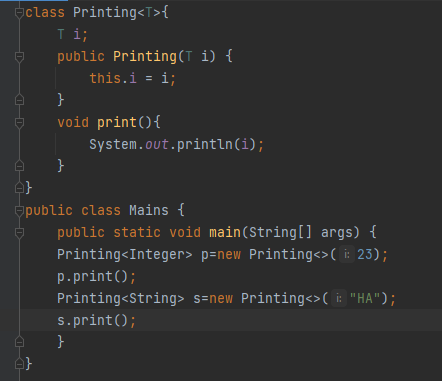 class Printing<T>{
    T i;
    public Printing(T i) {
        this.i = i;
    }
    void print(){
        System.out.println(i);
    }
}
public class Mains {
    public static void main(String[] args) {
    Printing<Integer> p=new Printing<>( i: 23);
    p.print();
    Printing<String> s=new Printing<>( i: "HA");
    s.print();
    }
}